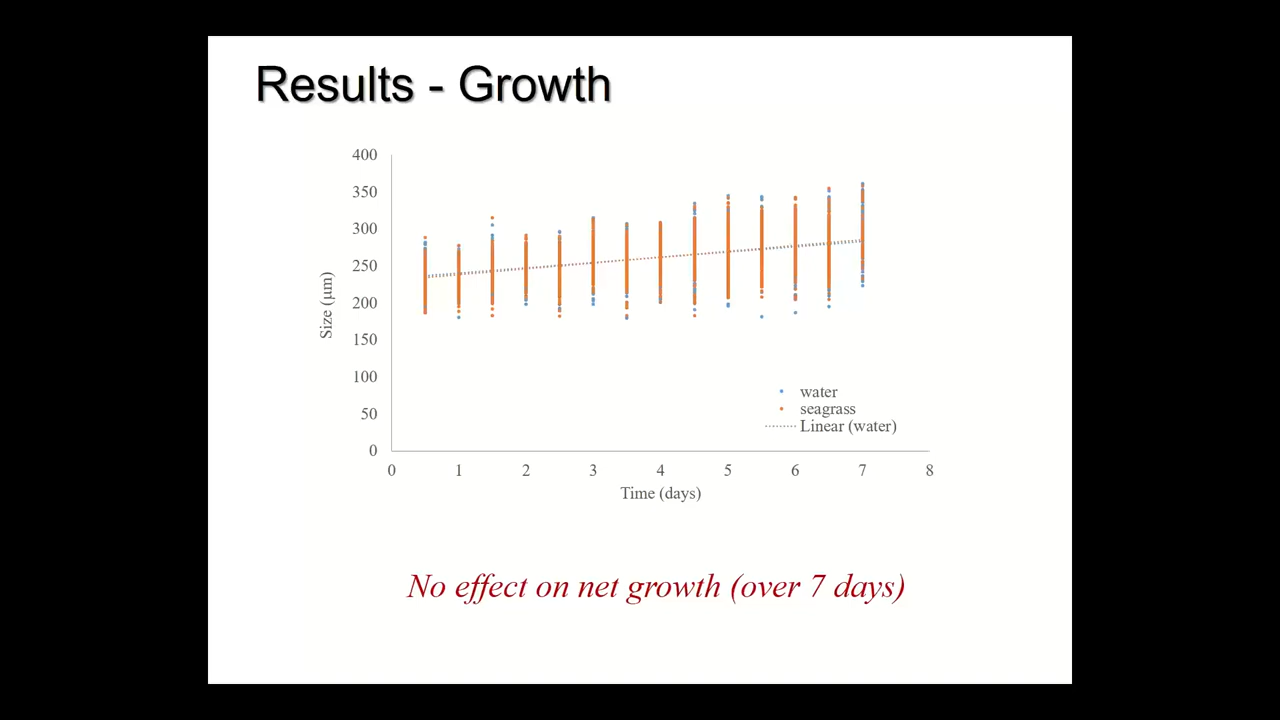 Results - Growth
400
350
300
250
200
150
100
50
0
Size (µm)
0 1 2 3 4 5 6 7 8
Time (days)
water
seagrass
Linear (water)
No effect on net growth (over 7 days)